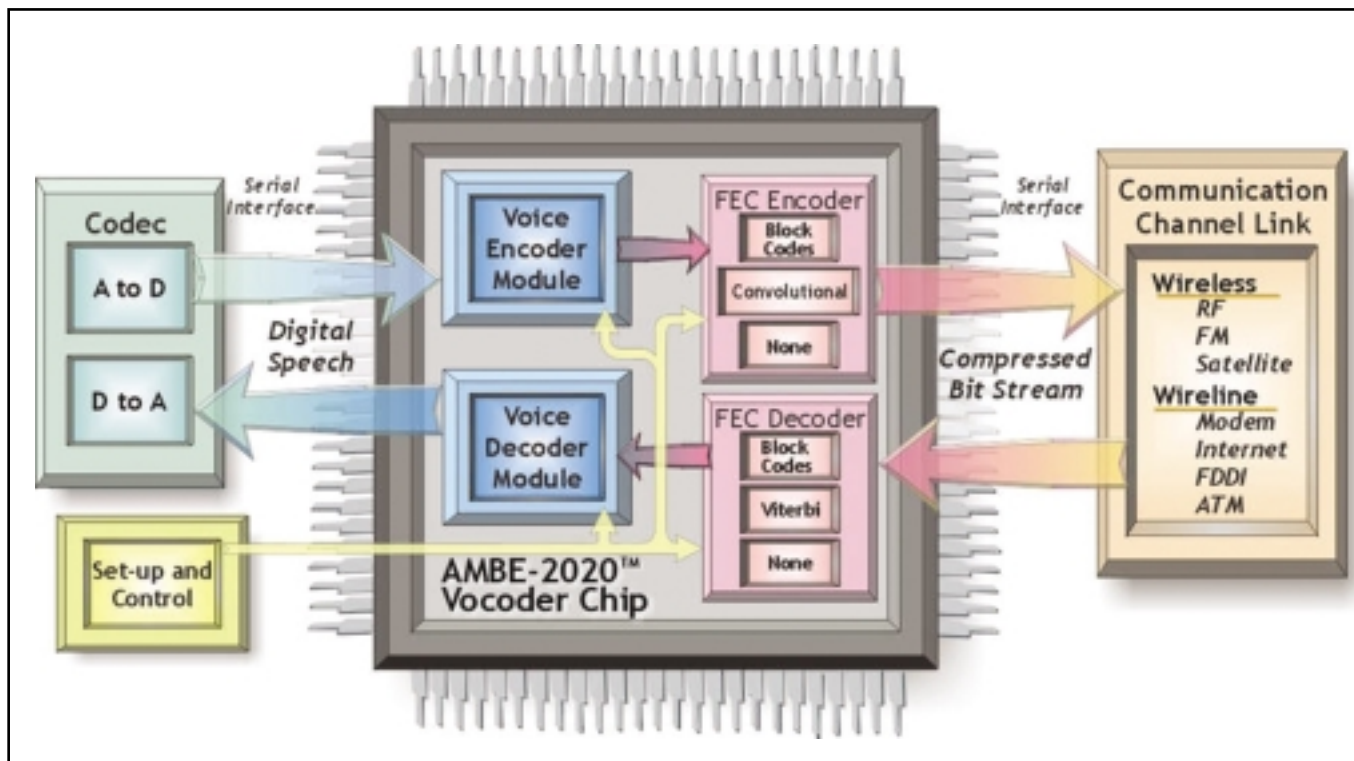 Codec
A to D
D to A
Set-up and
Control
Serial
Interface
Digital
Speech
Voice
Encoder
Module
Voice
Decoder
Module
AMBE-2020™
Vocoder Chip
FEC Encoder
Block
Codes
Convolutional
None
FEC Decoder
Block
Codes
Viterbi
None
Serial
Interface
Compressed
Bit Stream
Communication
Channel Link
Wireless
RF
FM
Satellite
Wireline
Modem
Internet
FDDI
ATM